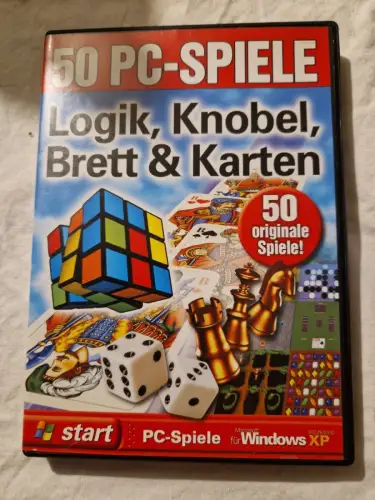 50 PC-SPIELE
Logik, Knobel,
Brett & Karten
50
originale
Spiele!
start
PC-Spiele
für Windows XP